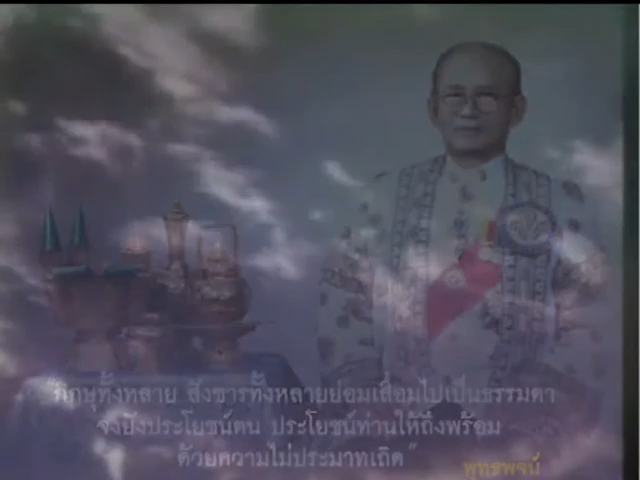 "ภิกษุทั้งหลาย สังขารทั้งหลายย่อมเสื่อมไปเป็นธรรมดา
จงยังประโยชน์ตน ประโยชน์ท่านให้ถึงพร้อม
ด้วยความไม่ประมาทเถิด"
พุทธพจน์